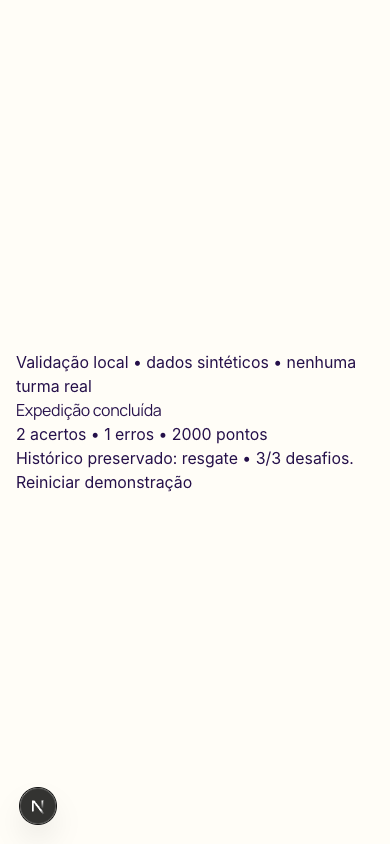 Validação local • dados sintéticos • nenhuma
turma real
Expedição concluída
2 acertos • 1 erros • 2000 pontos
Histórico preservado: resgate • 3/3 desafios.
Reiniciar demonstração
N